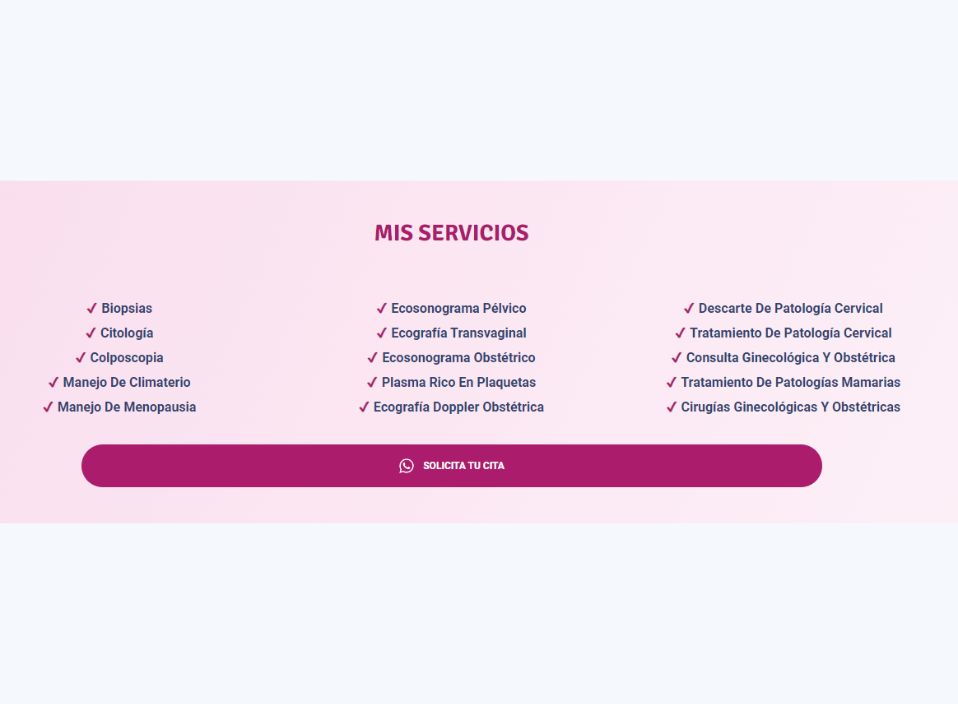 MIS SERVICIOS
✓ Biopsias
✓ Citología
✓ Colposcopia
✓ Manejo De Climaterio
✓ Manejo De Menopausia
✓ Ecosonograma Pélvico
✓ Ecografía Transvaginal
✓ Ecosonograma Obstétrico
✓ Plasma Rico En Plaquetas
✓ Ecografía Doppler Obstétrica
✓ Descarte De Patología Cervical
✓ Tratamiento De Patología Cervical
✓ Consulta Ginecológica Y Obstétrica
✓ Tratamiento De Patologías Mamarias
✓ Cirugías Ginecológicas Y Obstétricas
SOLICITA TU CITA